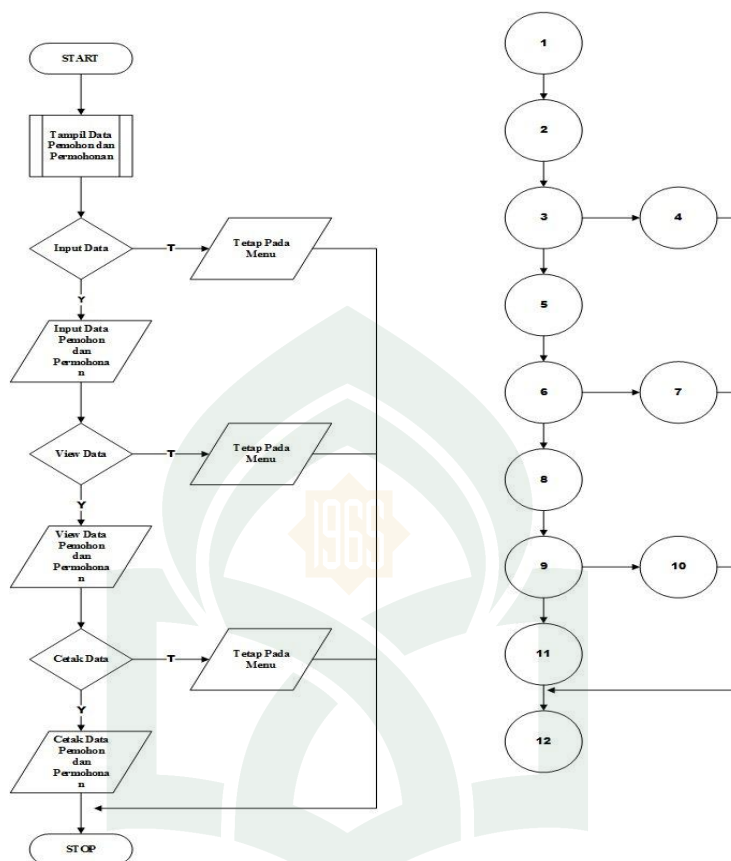 START
Tampil Data
Pemohon dan
Permohonan
Input Data
T
Tetap Pada
Menu
Y
Input Data
Pemohon
dan
Permohona
n
View Data
T
Tetap Pada
Menu
Y
View Data
Pemohon
dan
Permohona
n
Cetak Data
T
Tetap Pada
Menu
Y
Cetak Data
Pemohon
dan
Permohona
n
STOP
1
2
3
4
5
6
7
8
9
10
11
12
1965